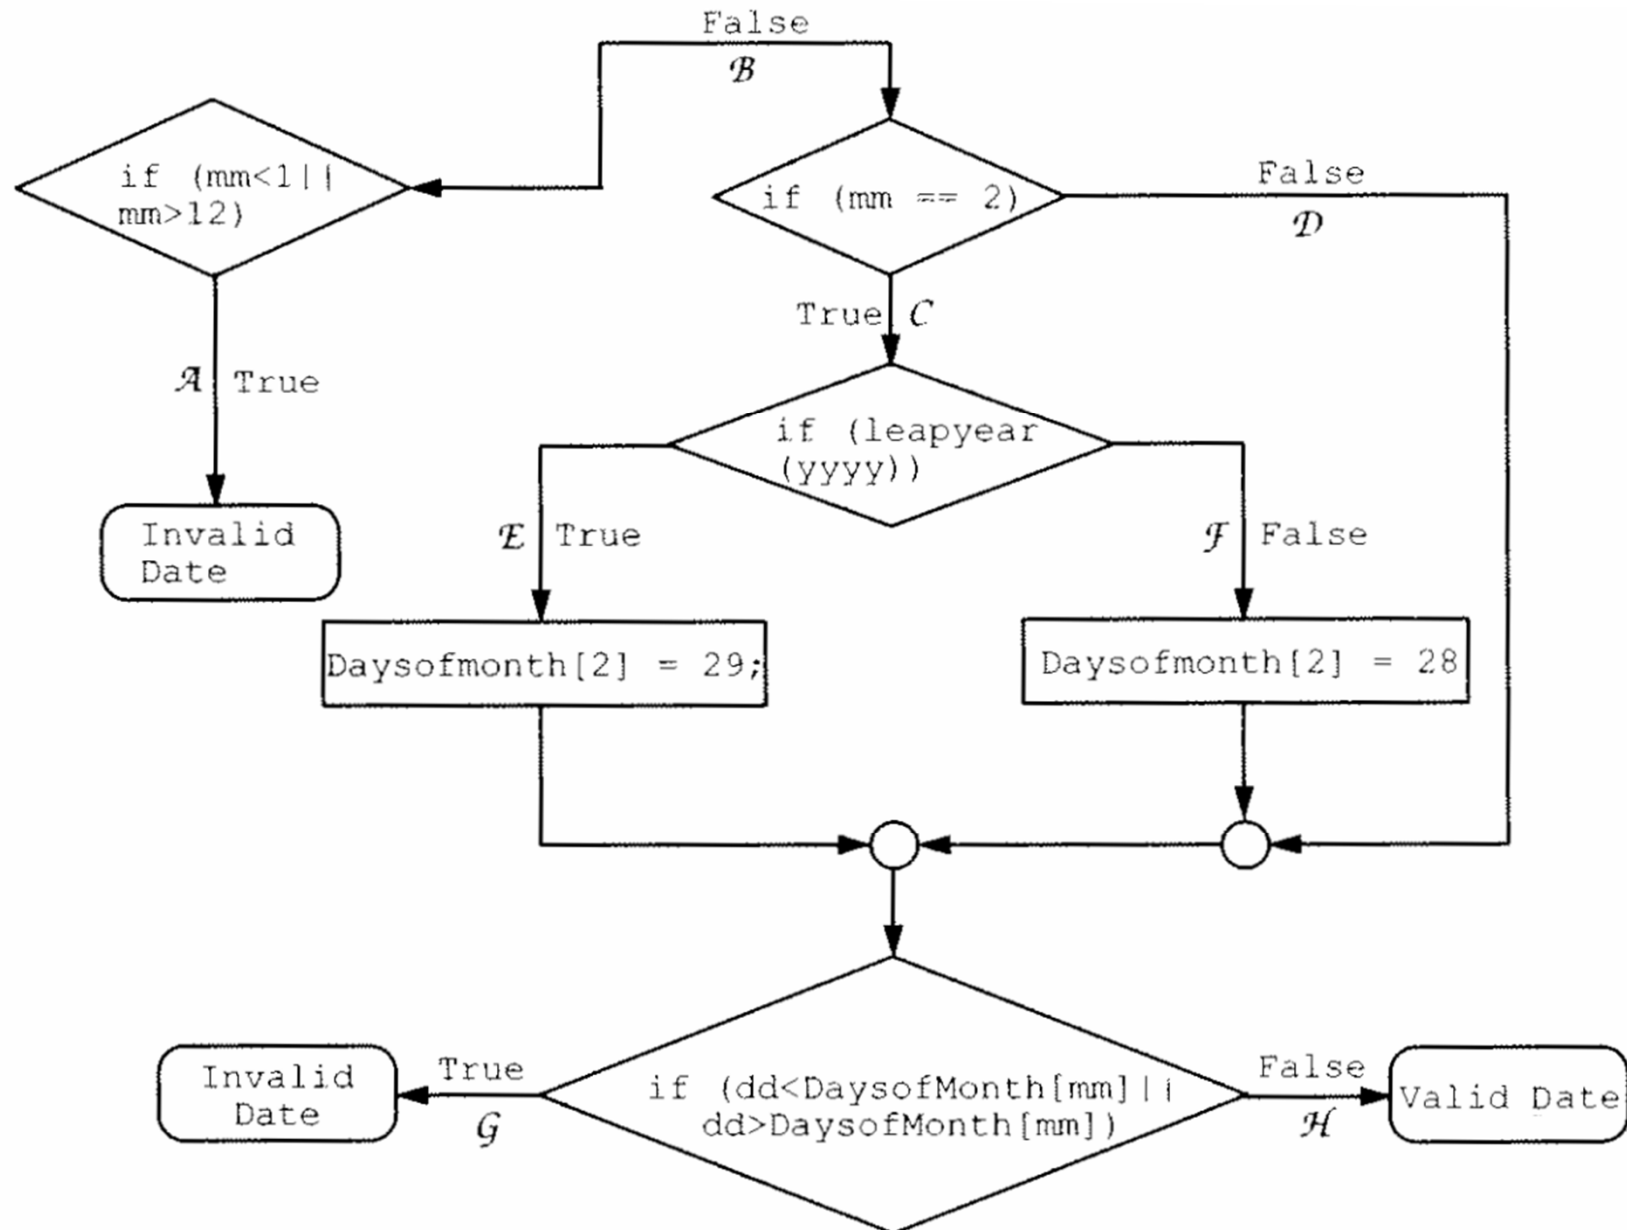 False
B
if (mm<1||
mm>12)
if (mm == 2)
False
D
True C
A True
if (leapyear
(yyyy))
Invalid
Date
E True
F False
Daysofmonth[2] = 29;
Daysofmonth[2] = 28
Invalid
Date
True
G
if (dd<DaysofMonth[mm]||
dd>DaysofMonth[mm])
False
H
Valid Date